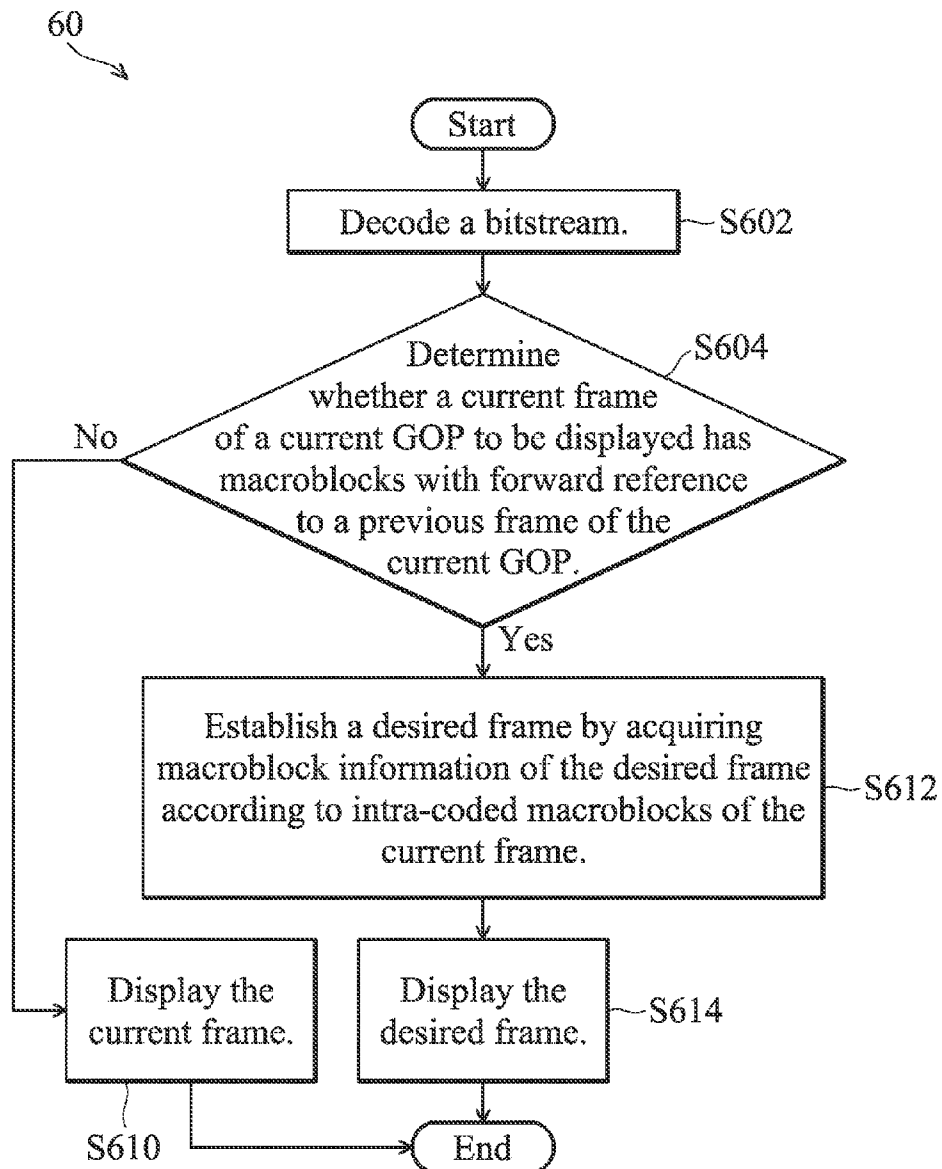 60
Start
Decode a bitstream.
S602
Determine
whether a current frame
of a current GOP to be displayed has
macroblocks with forward reference
to a previous frame of the
current GOP.
S604
No
Yes
Establish a desired frame by acquiring
macroblock information of the desired frame
according to intra-coded macroblocks of the
current frame.
S612
Display the
current frame.
S610
Display the
desired frame.
S614
End